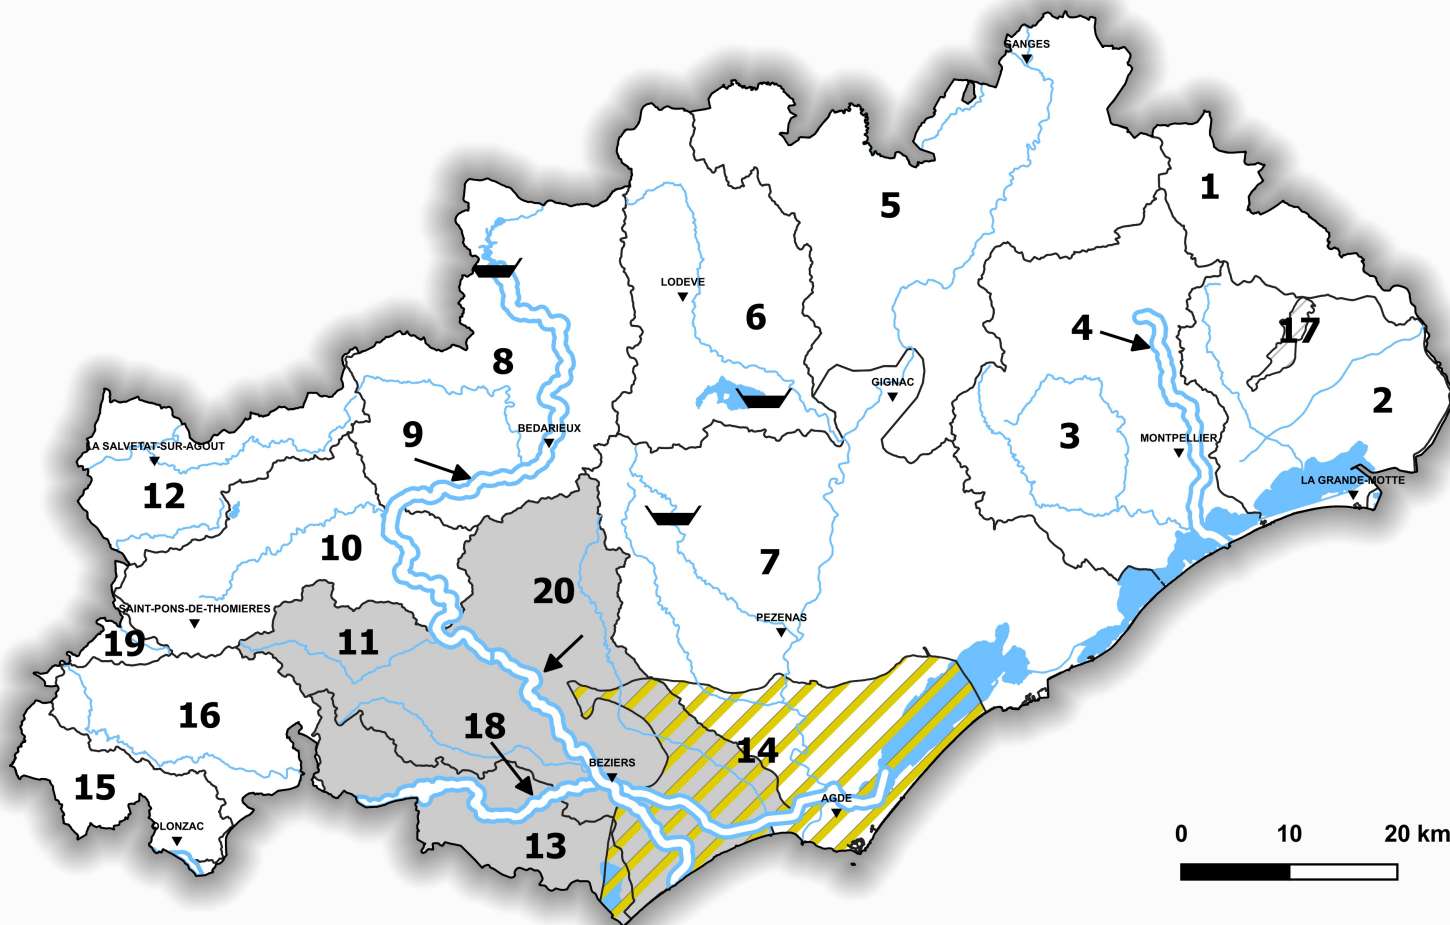 GANGES
1
5
LODEVE
6
4
17
8
GIGNAC
2
9
BEDARIEUX
3
MONTPELLIER
LA SALVETAT-SUR-AGOUT
12
LA GRANDE-MOTTE
10
7
20
SAINT-PONS-DE-THOMIERES
PEZENAS
19
11
16
18
14
BEZIERS
15
AGDE
OLONZAC
13
0 10 20 km